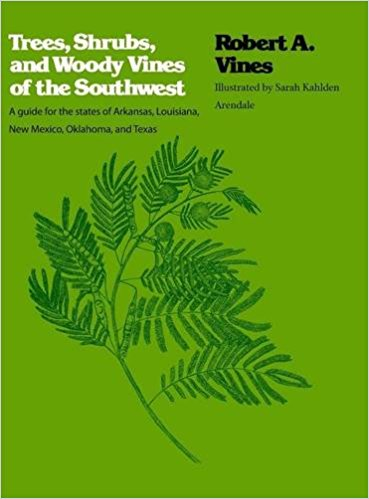 Trees, Shrubs,
and Woody Vines
of the Southwest
A guide for the states of Arkansas, Louisiana,
New Mexico, Oklahoma, and Texas
Robert A.
Vines
Illustrated by Sarah Kahlden
Arendale